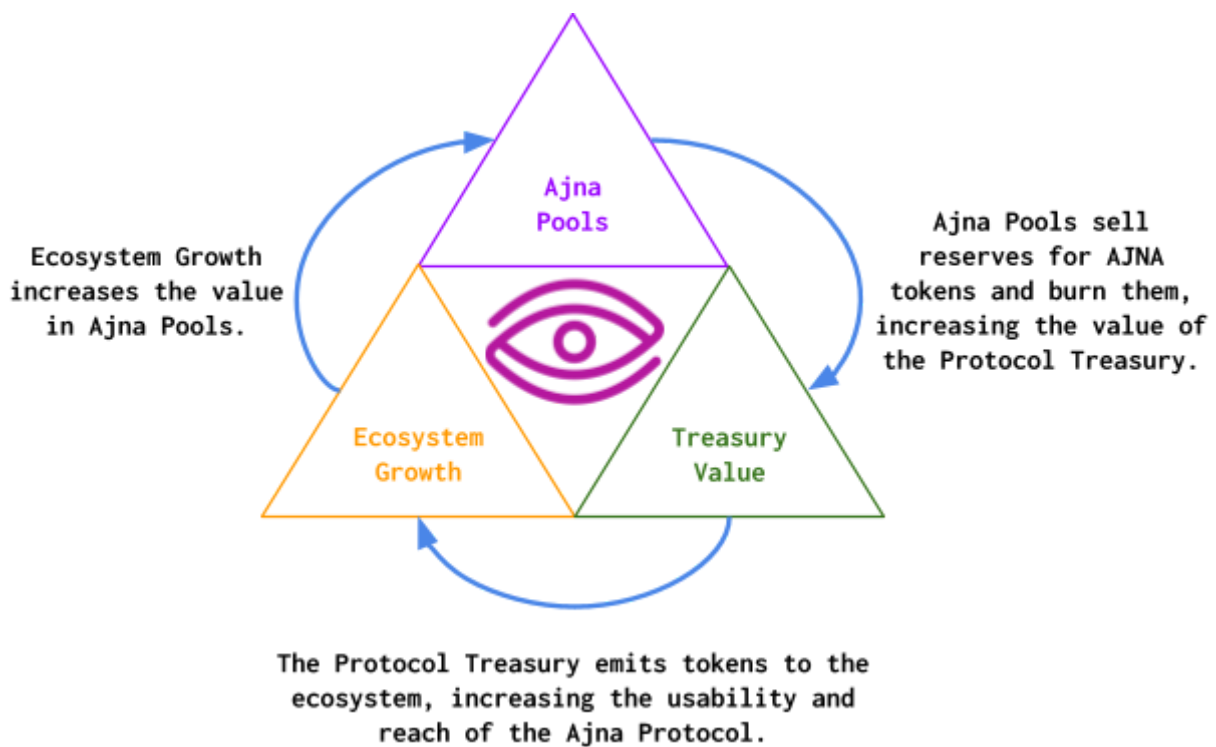 Ajna
Pools
Ecosystem Growth
increases the value
in Ajna Pools.
Ajna Pools sell
reserves for AJNA
tokens and burn them,
increasing the value of
the Protocol Treasury.
Ecosystem
Growth
Treasury
Value
The Protocol Treasury emits tokens to the
ecosystem, increasing the usability and
reach of the Ajna Protocol.